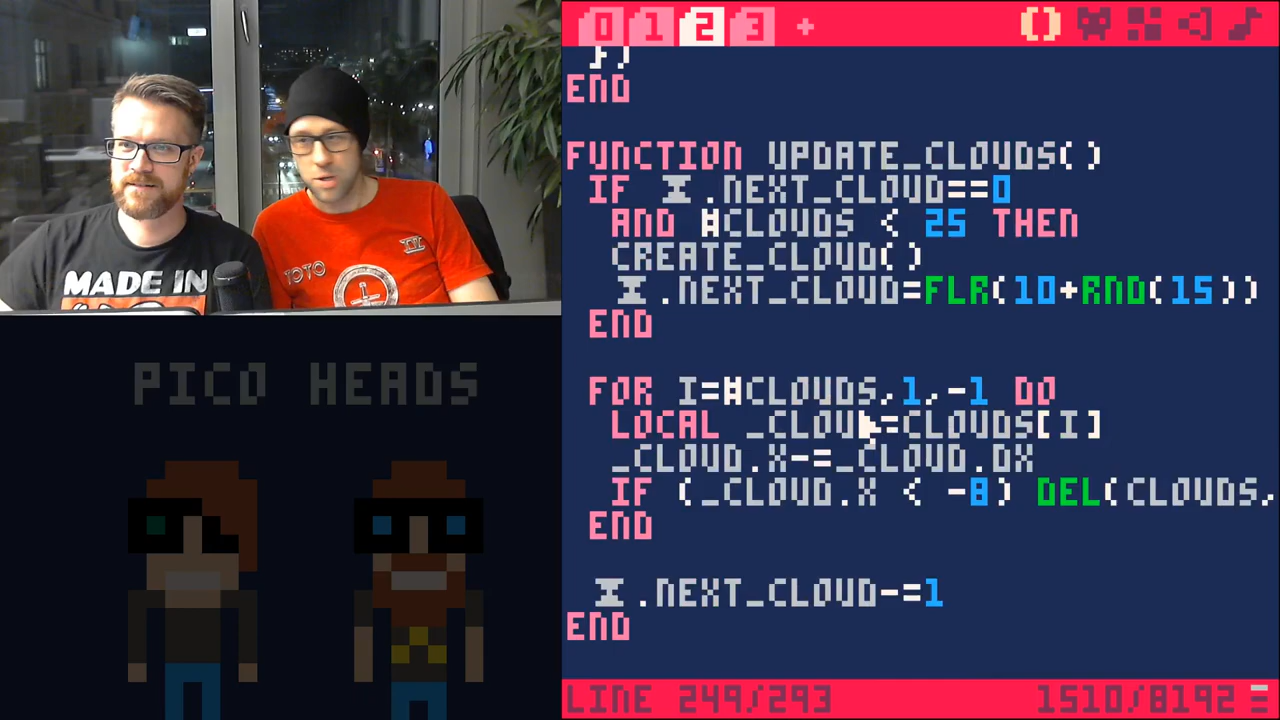 0 1 2 3 +
})
END
FUNCTION UPDATE_CLOUDS()
IF ⧗.NEXT_CLOUD==0
AND #CLOUDS < 25 THEN
CREATE_CLOUD()
⧗.NEXT_CLOUD=FLR(10+RND(15))
END
FOR I=#CLOUDS,1,-1 DO
LOCAL _CLOUD=CLOUDS[I]
_CLOUD.X-=_CLOUD.DX
IF (_CLOUD.X < -8) DEL(CLOUDS,
END
⧗.NEXT_CLOUD-=1
END
LINE 249/293 1510/8192
MADE IN
TOTO IV
PICO HEADS